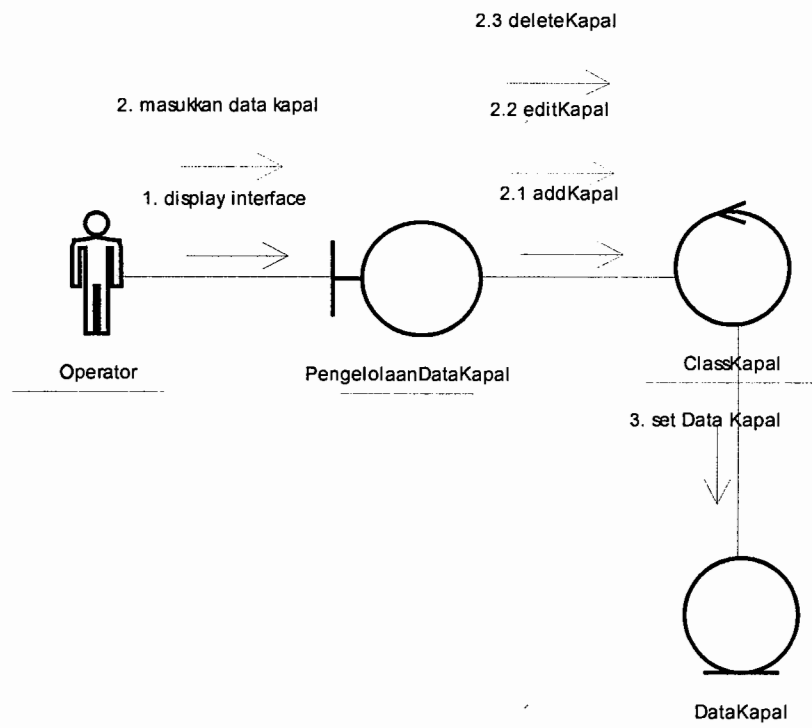 2.3 deleteKapal
2. masukkan data kapal
2.2 editKapal
1. display interface
2.1 addKapal
Operator
PengelolaanDataKapal
ClassKapal
3. set Data Kapal
DataKapal